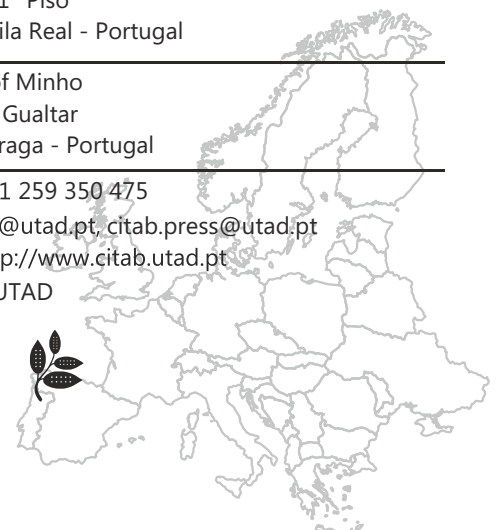 Piso
ila Real - Portugal
of Minho
Gualtar
raga - Portugal
1 259 350 475
@utad.pt, citab.press@utad.pt
p://www.citab.utad.pt
UTAD